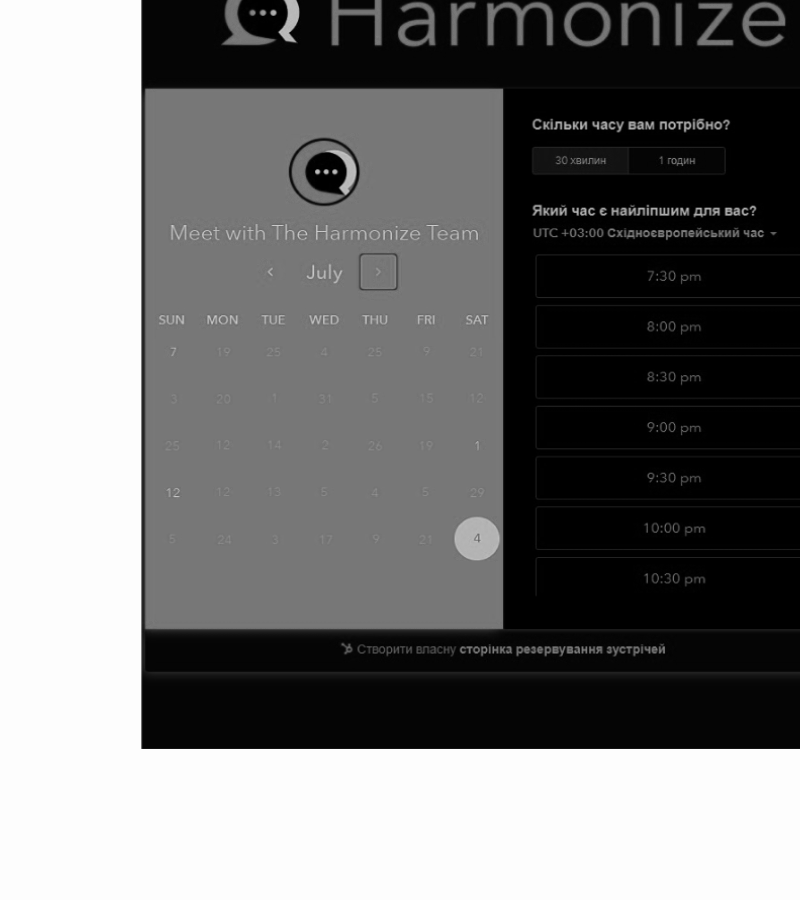 Harmonize
Meet with The Harmonize Team
July
SUN MON TUE WED THU FRI SAT
7 19 25 4 25 9 21
3 20 1 31 5 15 12
25 12 14 2 26 19 1
12 12 13 5 4 5 29
5 24 3 17 9 21 4
Скільки часу вам потрібно?
30 хвилин 1 годин
Який час є найліпшим для вас?
UTC +03:00 Східноєвропейський час
7:30 pm
8:00 pm
8:30 pm
9:00 pm
9:30 pm
10:00 pm
10:30 pm
Створити власну сторінка резервування зустрічей